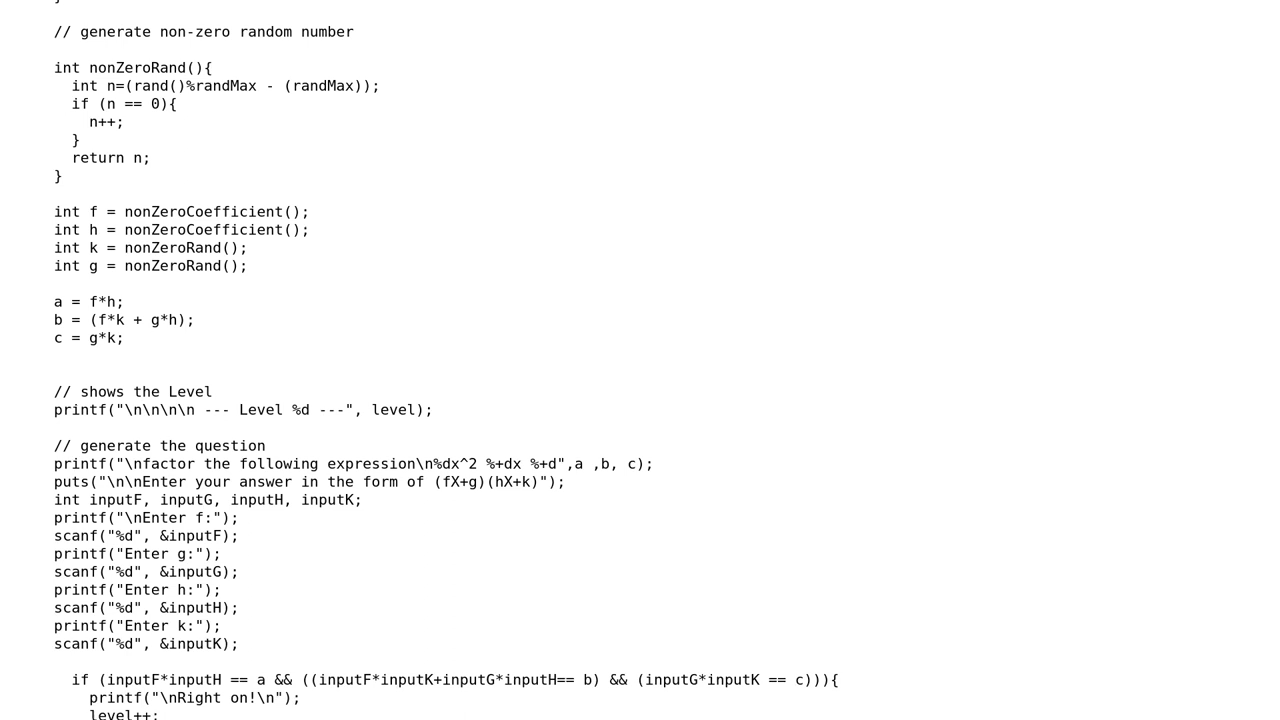 }
// generate non-zero random number
int nonZeroRand(){
int n=(rand()%randMax - (randMax));
if (n == 0){
n++;
}
return n;
}
int f = nonZeroCoefficient();
int h = nonZeroCoefficient();
int k = nonZeroRand();
int g = nonZeroRand();
a = f*h;
b = (f*k + g*h);
c = g*k;
// shows the Level
printf("\n\n\n\n --- Level %d ---", level);
// generate the question
printf("\nfactor the following expression\n%dx^2 %+dx %+d",a ,b, c);
puts("\n\nEnter your answer in the form of (fX+g)(hX+k)");
int inputF, inputG, inputH, inputK;
printf("\nEnter f:");
scanf("%d", &inputF);
printf("Enter g:");
scanf("%d", &inputG);
printf("Enter h:");
scanf("%d", &inputH);
printf("Enter k:");
scanf("%d", &inputK);
if (inputF*inputH == a && ((inputF*inputK+inputG*inputH== b) && (inputG*inputK == c))){
printf("\nRight on!\n");
level++;